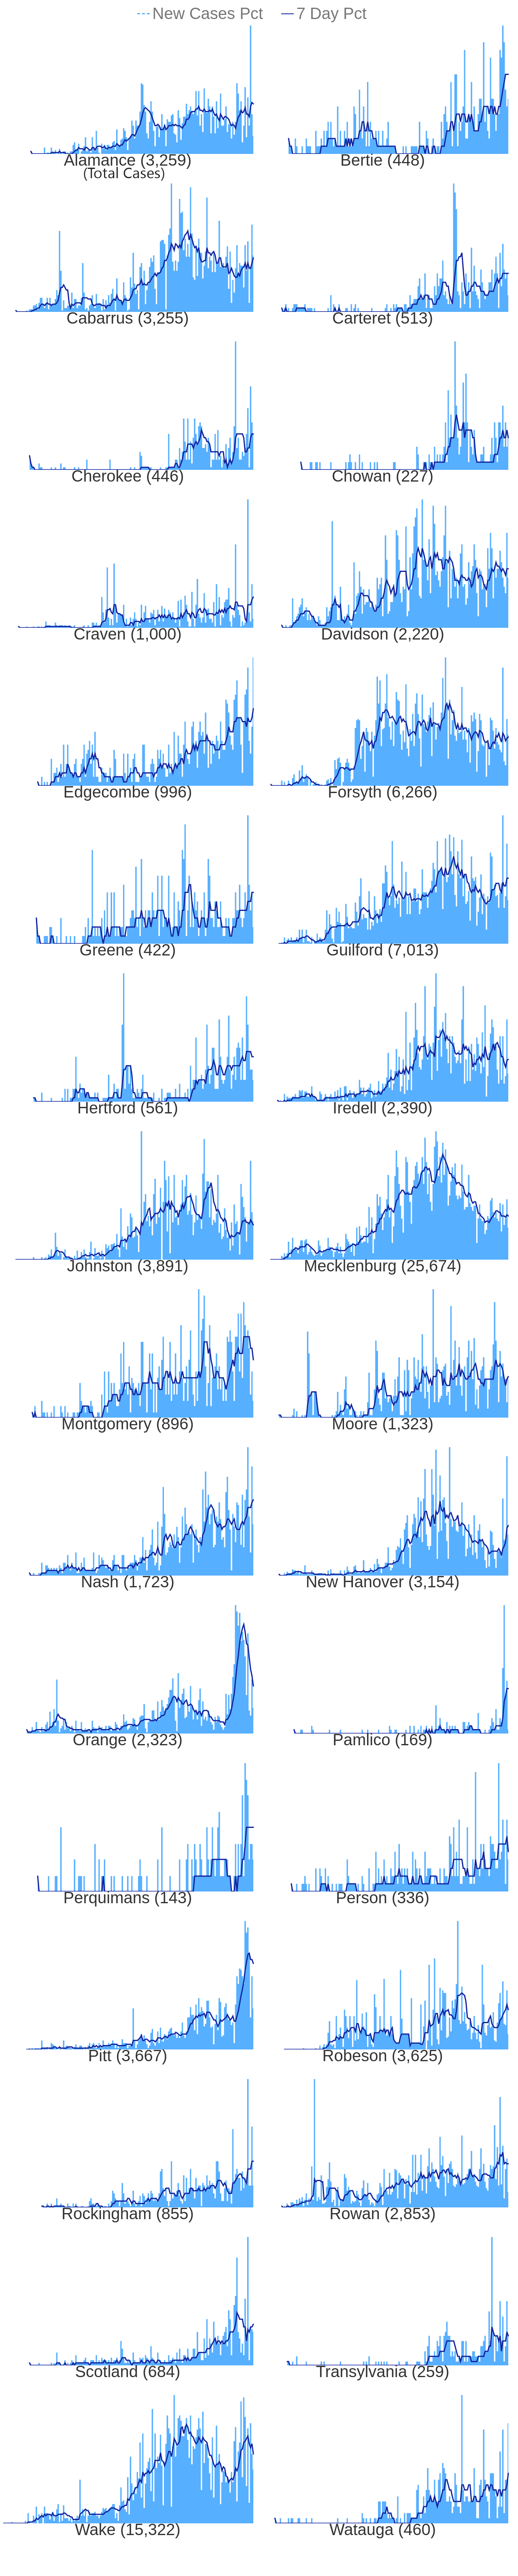 New Cases Pct 7 Day Pct
Alamance (3,259) Bertie (448)
(Total Cases)
Cabarrus (3,255) Carteret (513)
Cherokee (446) Chowan (227)
Craven (1,000) Davidson (2,220)
Edgecombe (996) Forsyth (6,266)
Greene (422) Guilford (7,013)
Hertford (561) Iredell (2,390)
Johnston (3,891) Mecklenburg (25,674)
Montgomery (896) Moore (1,323)
Nash (1,723) New Hanover (3,154)
Orange (2,323) Pamlico (169)
Perquimans (143) Person (336)
Pitt (3,667) Robeson (3,625)
Rockingham (855) Rowan (2,853)
Scotland (684) Transylvania (259)
Wake (15,322) Watauga (460)